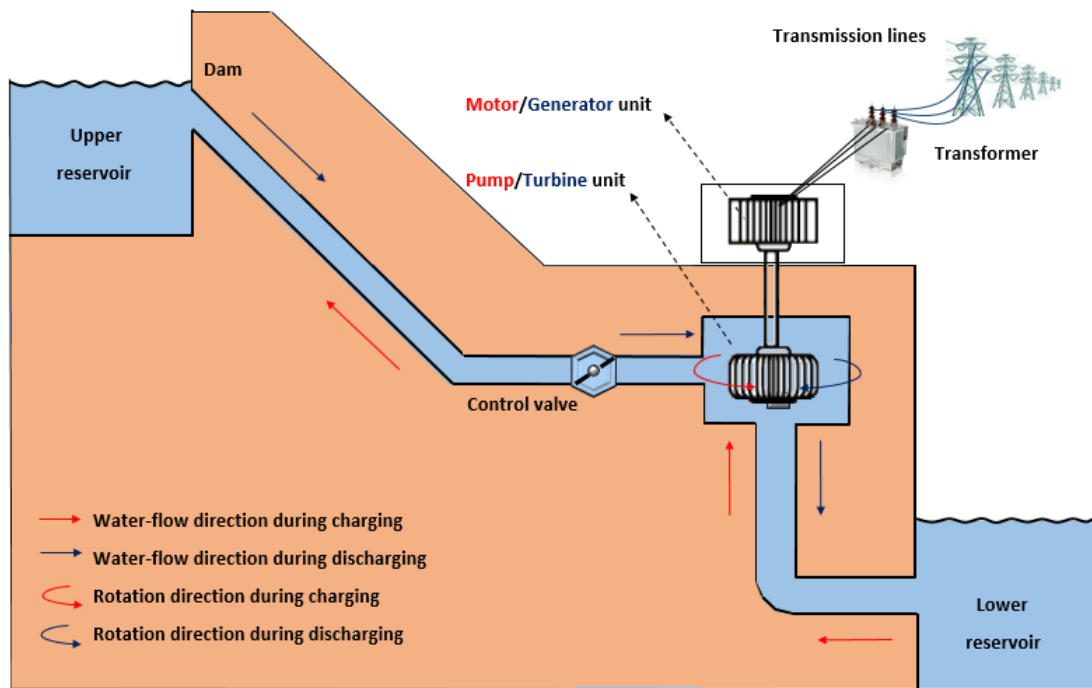 Transmission lines
Dam
Motor/Generator unit
Upper
reservoir
Transformer
Pump/Turbine unit
Control valve
Water-flow direction during charging
Water-flow direction during discharging
Rotation direction during charging
Rotation direction during discharging
Lower
reservoir